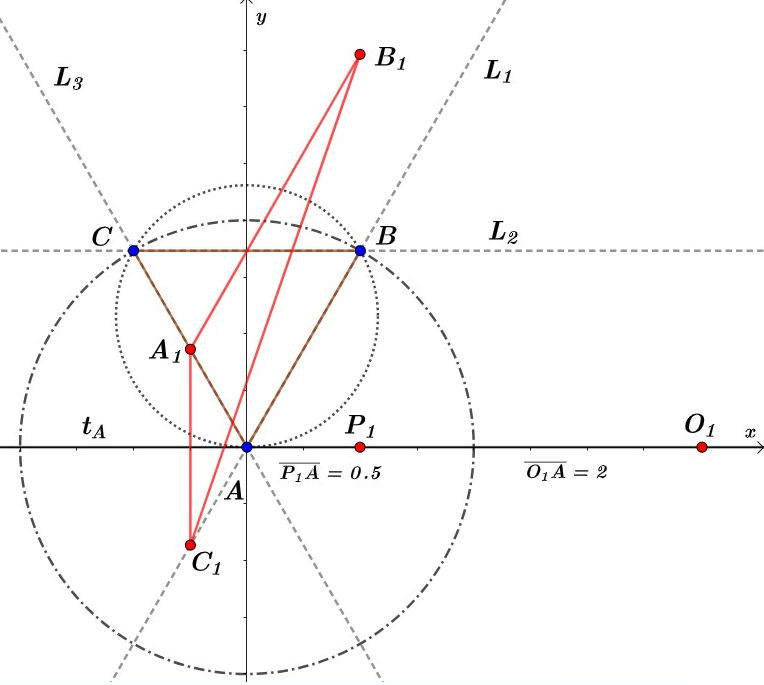 y
B₁
L₁
L₃
C
B
L₂
A₁
t_A
P₁
O₁
x
P₁A = 0.5
O₁A = 2
A
C₁